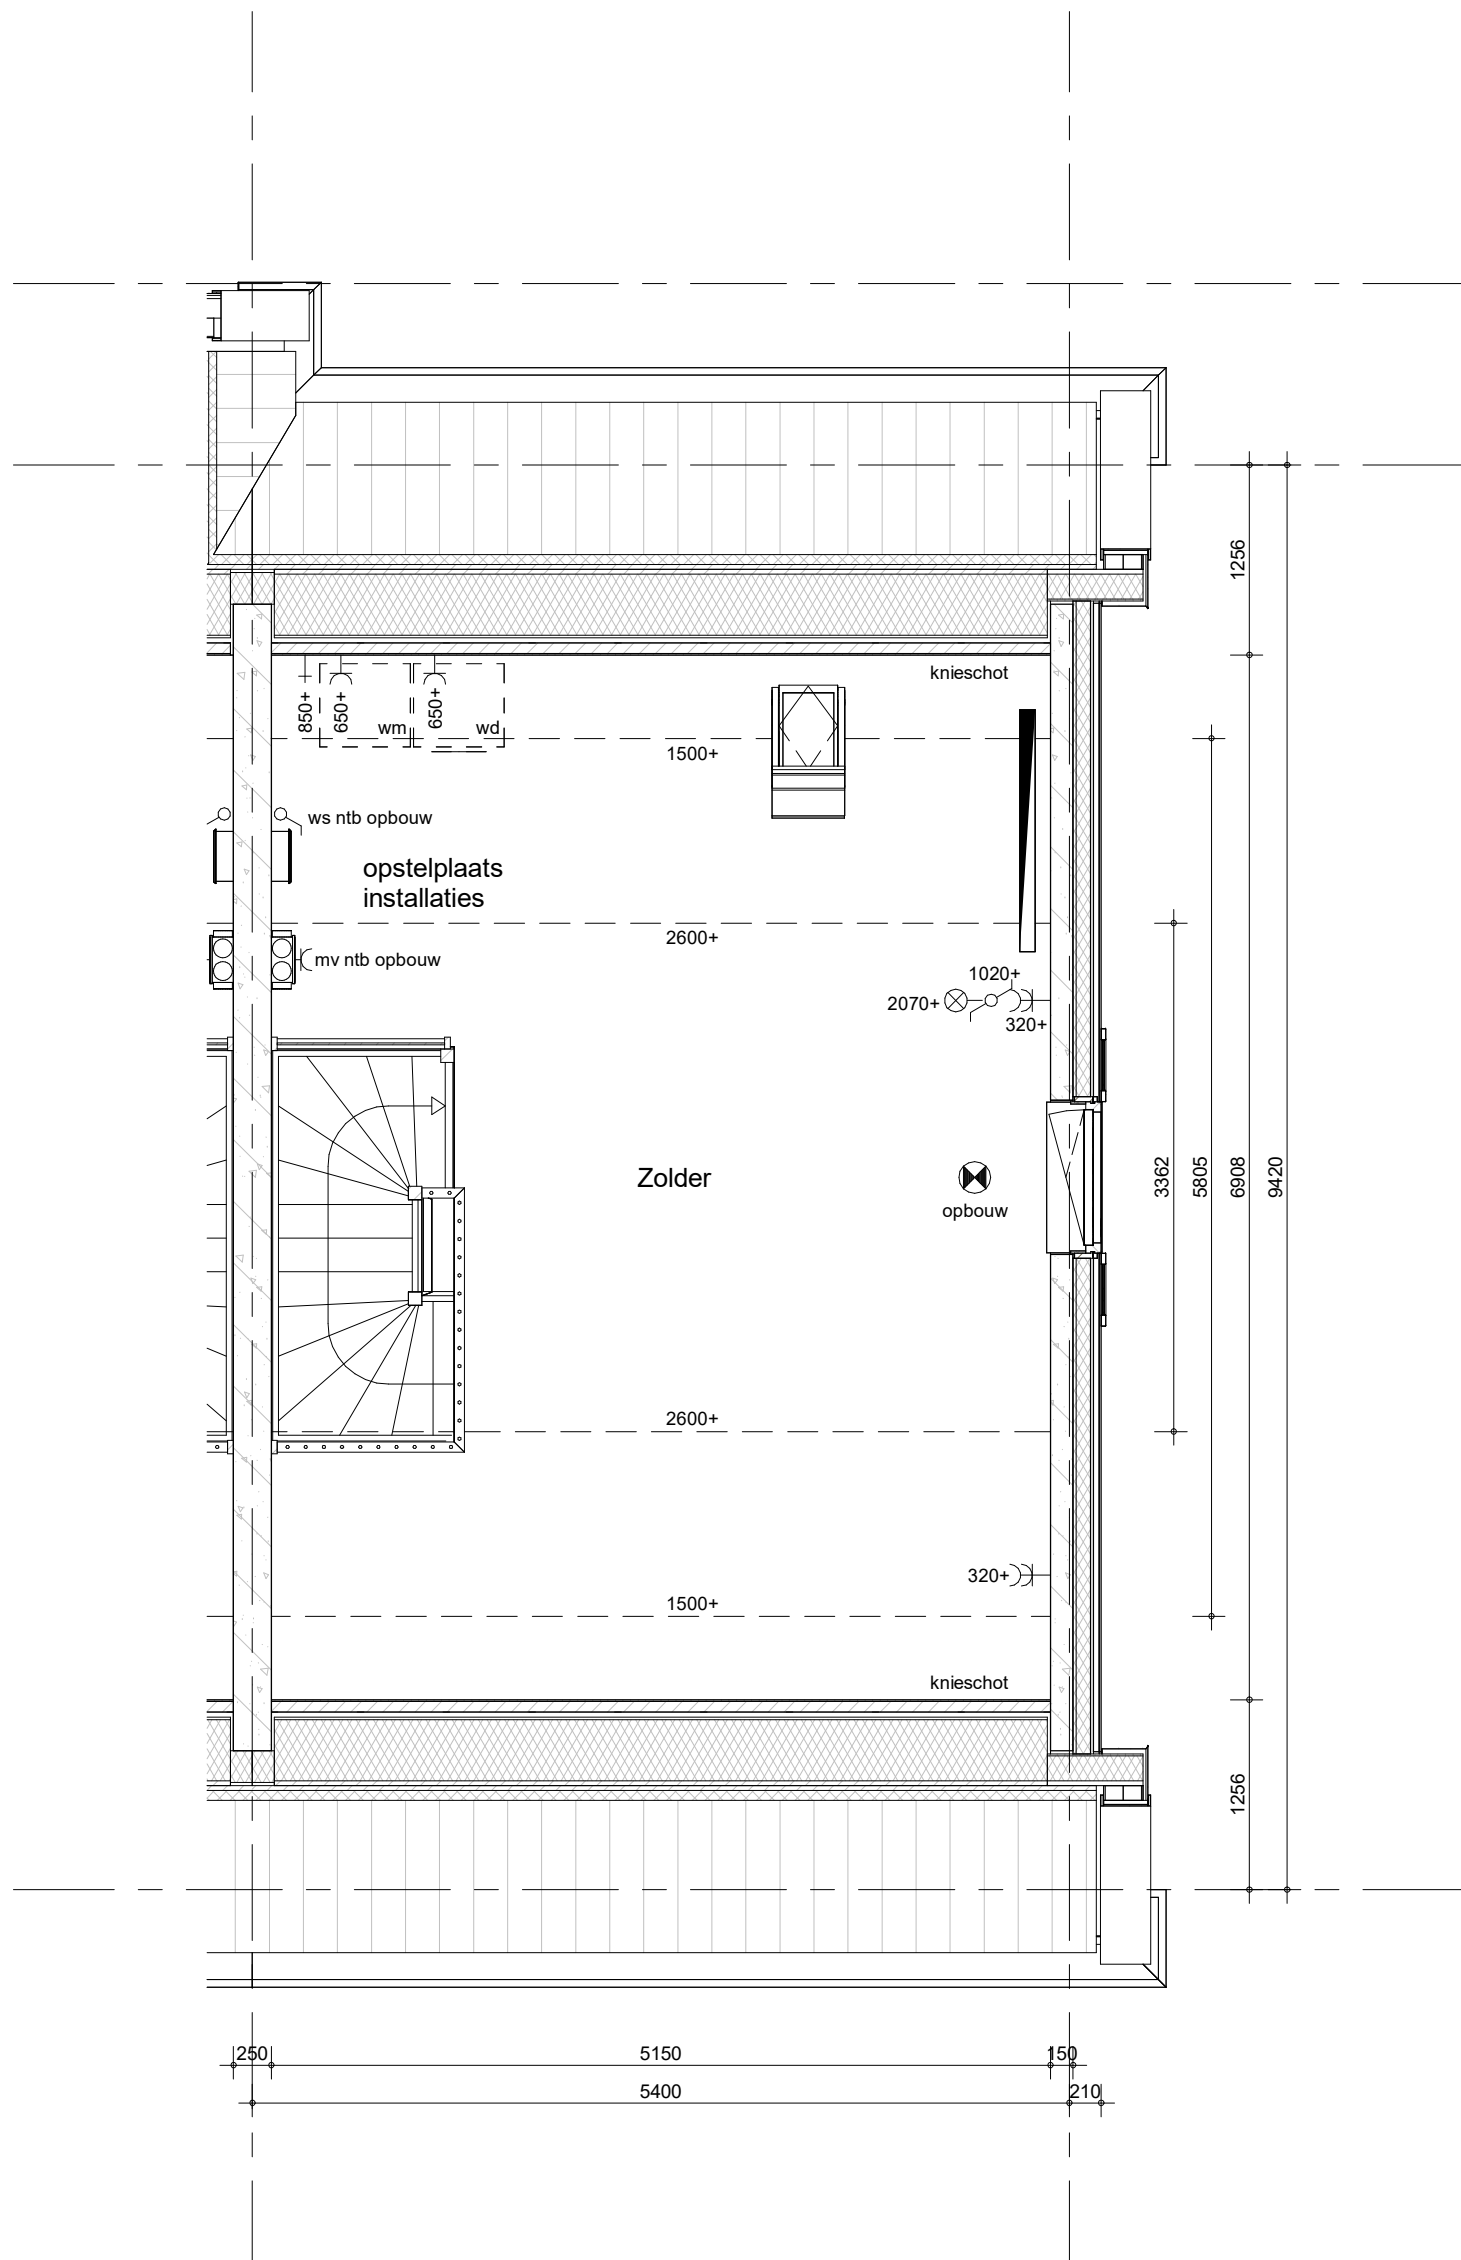 1256
knieschot
850+
650+
wm
650+
wd
1500+
ws ntb opbouw
opstelplaats
installaties
2600+
mv ntb opbouw
1020+
2070+
320+
Zolder
opbouw
3362
5805
6908
9420
2600+
320+
1500+
knieschot
1256
250
5150
150
5400
210